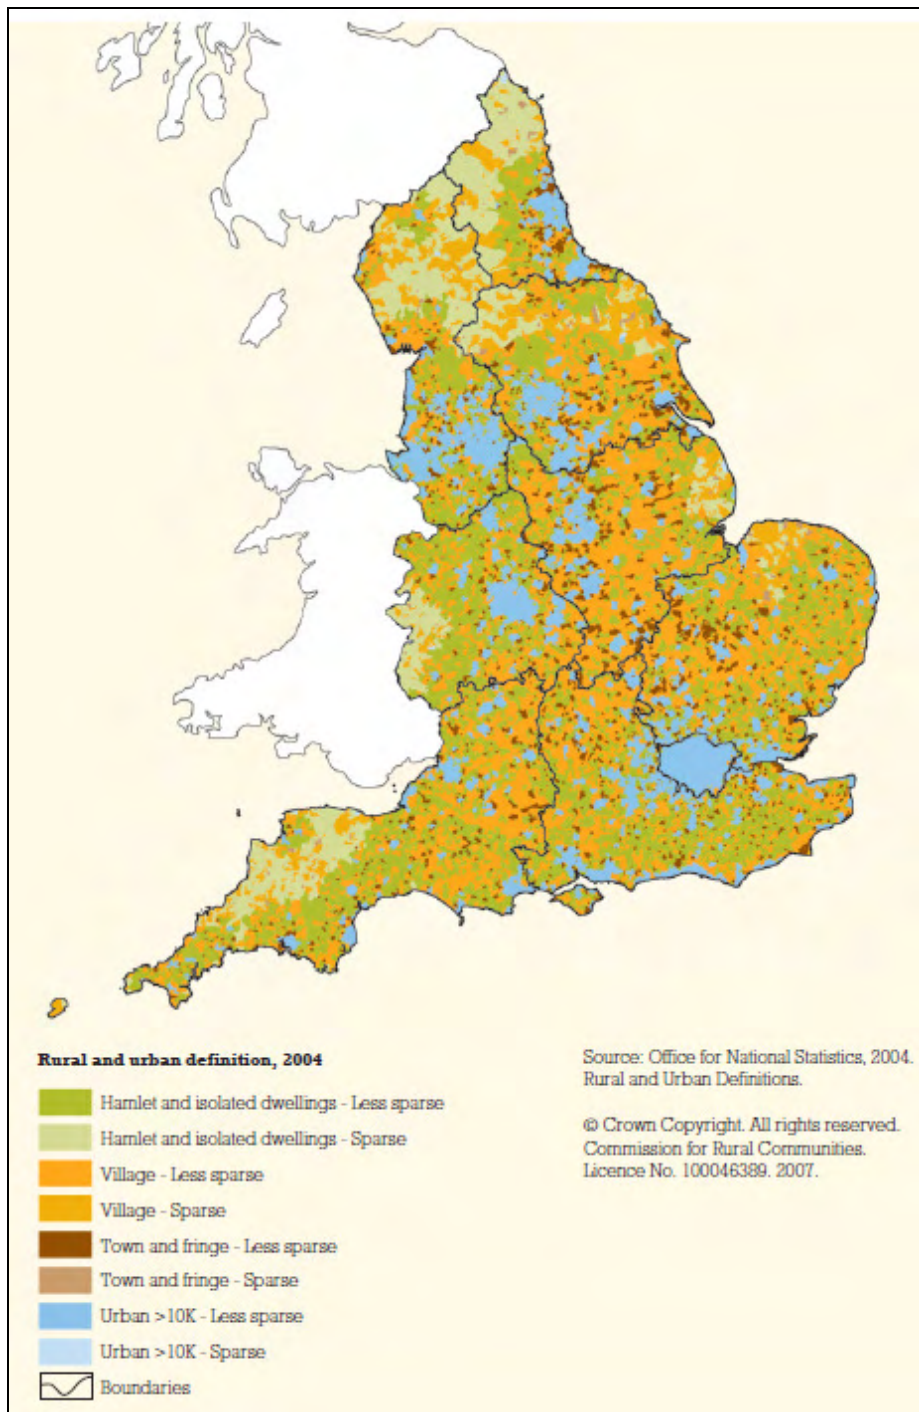 Rural and urban definition, 2004
Hamlet and isolated dwellings - Less sparse
Hamlet and isolated dwellings - Sparse
Village - Less sparse
Village - Sparse
Town and fringe - Less sparse
Town and fringe - Sparse
Urban >10K - Less sparse
Urban >10K - Sparse
Boundaries
Source: Office for National Statistics, 2004.
Rural and Urban Definitions.
© Crown Copyright. All rights reserved.
Commission for Rural Communities.
Licence No. 100046389. 2007.